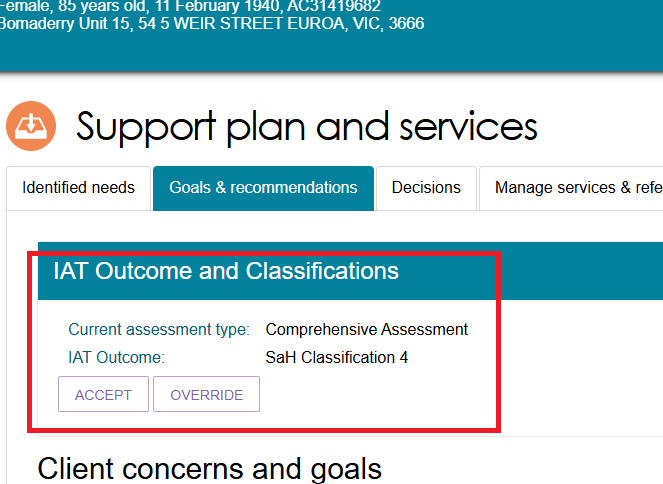 Female, 85 years old, 11 February 1940, AC31419682
Bomaderry Unit 15, 54 5 WEIR STREET EUROA, VIC, 3666
Support plan and services
Identified needs Goals & recommendations Decisions Manage services & refe
IAT Outcome and Classifications
Current assessment type: Comprehensive Assessment
IAT Outcome: SaH Classification 4
ACCEPT OVERRIDE
Client concerns and goals